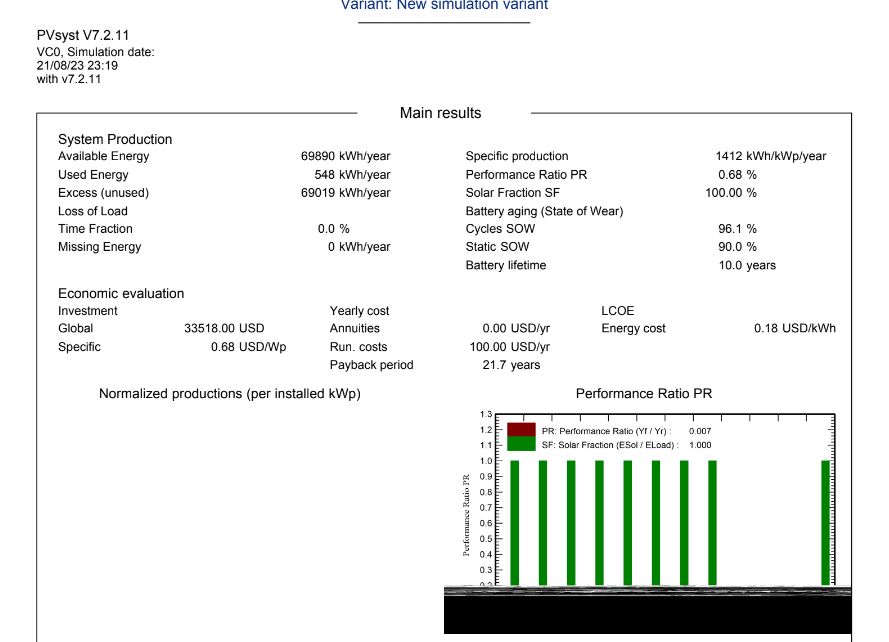 Variant: New simulation variant
PVsyst V7.2.11
VC0, Simulation date:
21/08/23 23:19
with v7.2.11
Main results
System Production
Available Energy 69890 kWh/year
Used Energy 548 kWh/year
Excess (unused) 69019 kWh/year
Loss of Load
Time Fraction 0.0 %
Missing Energy 0 kWh/year
Specific production 1412 kWh/kWp/year
Performance Ratio PR 0.68 %
Solar Fraction SF 100.00 %
Battery aging (State of Wear)
Cycles SOW 96.1 %
Static SOW 90.0 %
Battery lifetime 10.0 years
Economic evaluation
Investment
Global 33518.00 USD
Specific 0.68 USD/Wp
Yearly cost
Annuities 0.00 USD/yr
Run. costs 100.00 USD/yr
Payback period 21.7 years
LCOE
Energy cost 0.18 USD/kWh
Normalized productions (per installed kWp)
Performance Ratio PR
PR: Performance Ratio (Yf / Yr) : 0.007
SF: Solar Fraction (ESol / ELoad) : 1.000
Performance Ratio PR
1.3
1.2
1.1
1.0
0.9
0.8
0.7
0.6
0.5
0.4
0.3